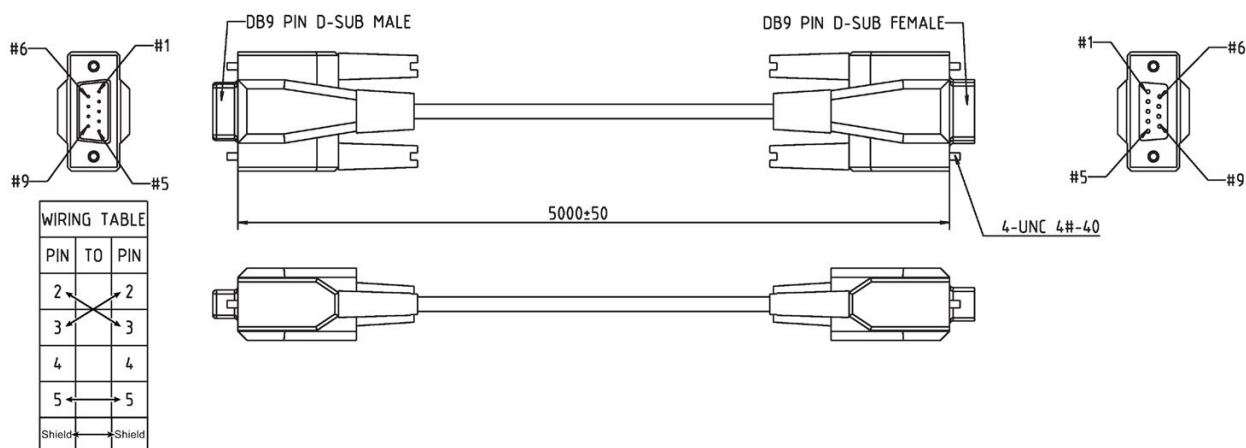 DB9 PIN D-SUB MALE
DB9 PIN D-SUB FEMALE
#6
#1
#9
#5
#1
#6
#5
#9
5000±50
4-UNC 4#-40
WIRING TABLE
PIN TO PIN
2 2
3 3
4 4
5 5
Shield Shield